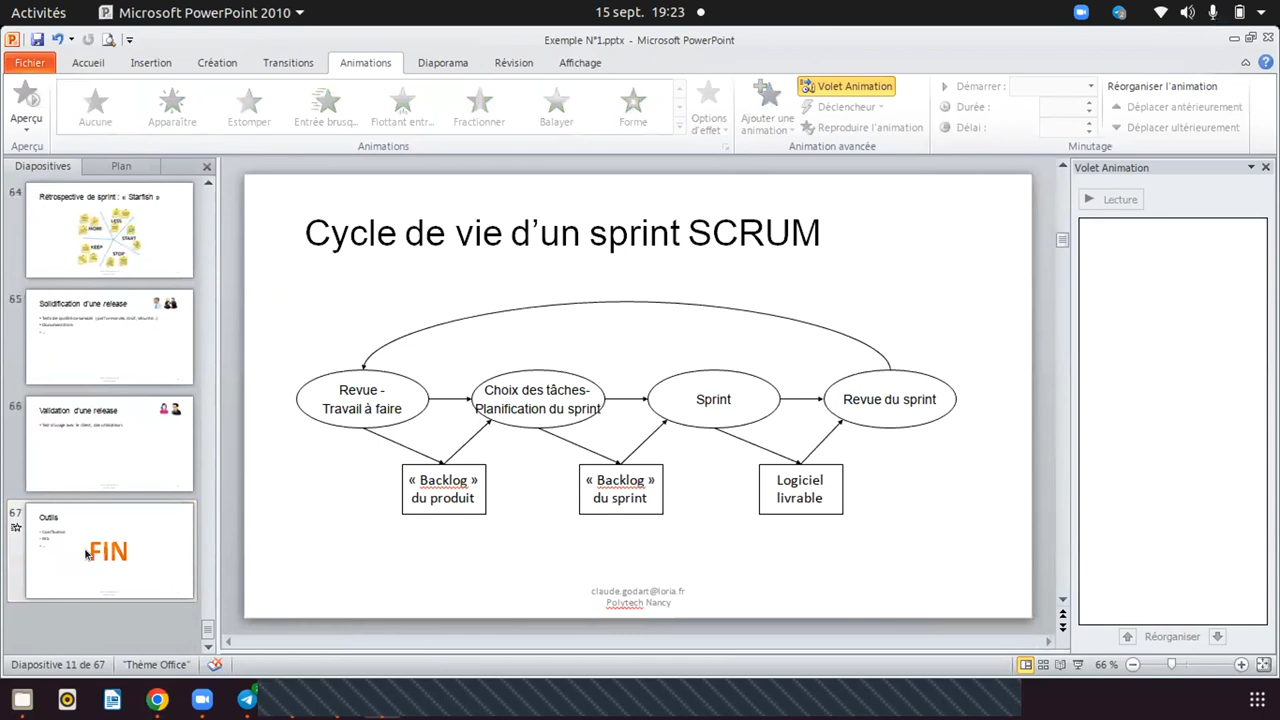 Activités
Microsoft PowerPoint 2010
15 sept. 19:23
Exemple N°1.pptx - Microsoft PowerPoint
Fichier
Accueil
Insertion
Création
Transitions
Animations
Diaporama
Révision
Affichage
Aperçu
Aucune
Apparaître
Estomper
Entrée brusq...
Flottant entr...
Fractionner
Balayer
Forme
Options
d'effet
Ajouter une
animation
Volet Animation
Déclencheur
Reproduire l'animation
Démarrer :
Durée :
Délai :
Réorganiser l'animation
Déplacer antérieurement
Déplacer ultérieurement
Aperçu
Animations
Animation avancée
Minutage
Diapositives
Plan
Volet Animation
Lecture
64
Rétrospective de sprint : « Starfish »
LESS
MORE
START
KEEP
STOP
65
Solidification d'une release
66
Validation d'une release
67
Outils
FIN
Cycle de vie d'un sprint SCRUM
Revue -
Travail à faire
Choix des tâches-
Planification du sprint
Sprint
Revue du sprint
« Backlog »
du produit
« Backlog »
du sprint
Logiciel
livrable
claude.godart@loria.fr
Polytech Nancy
Réorganiser
Diapositive 11 de 67
"Thème Office"
66 %